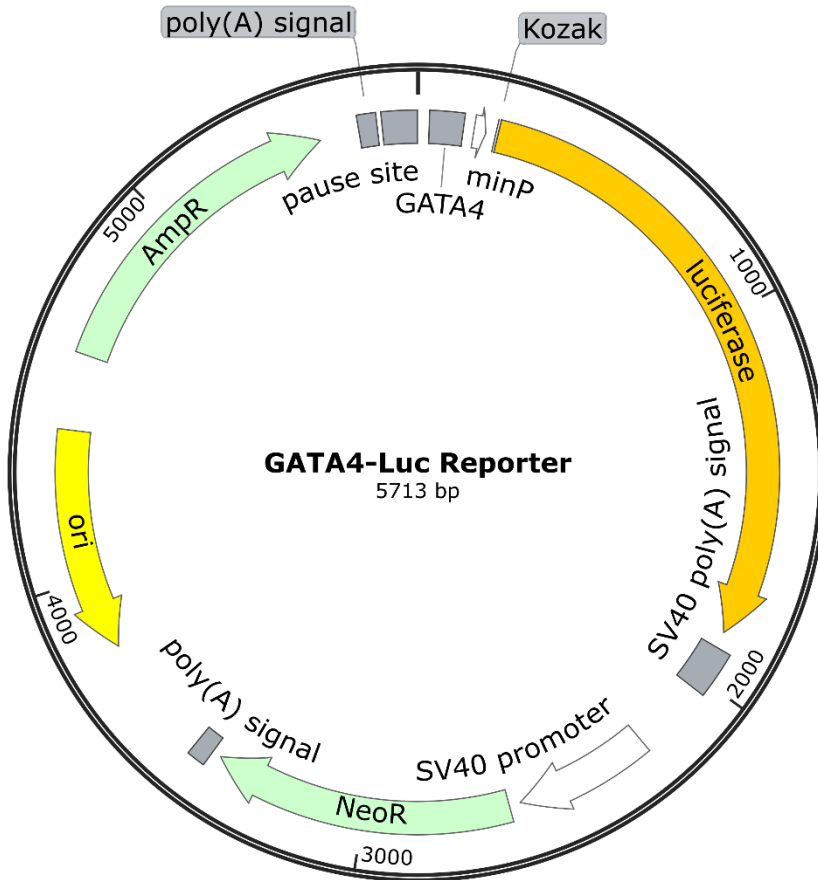 poly(A) signal
Kozak
pause site
GATA4
minP
AmpR
5000
1000
luciferase
SV40 poly(A) signal
GATA4-Luc Reporter
5713 bp
ori
4000
2000
poly(A) signal
SV40 promoter
NeoR
3000